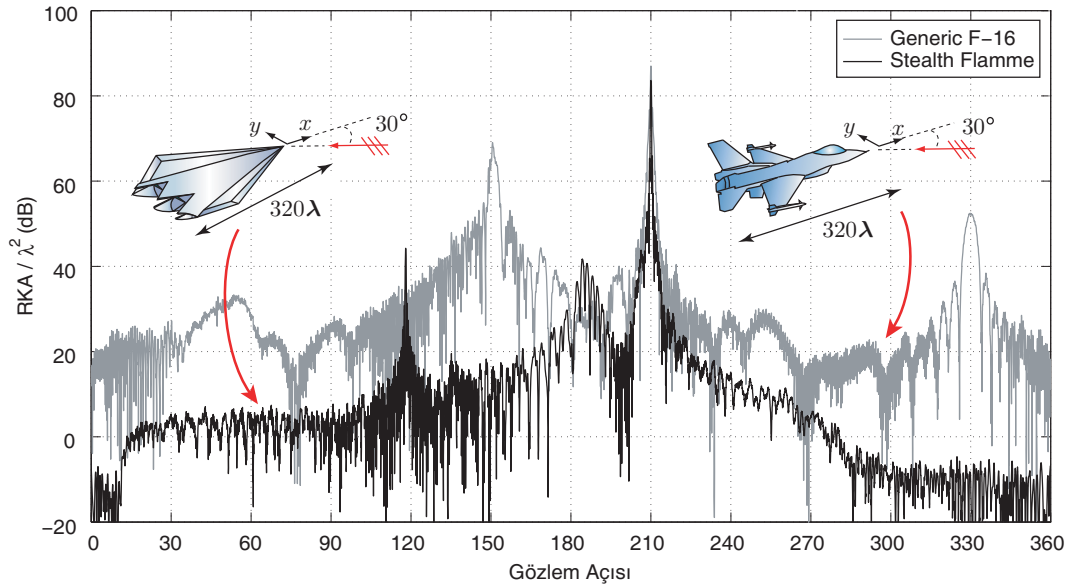 100
80
60
40
20
0
−20
RKA / λ² (dB)
Generic F−16
Stealth Flamme
y
x
30°
320λ
y
x
30°
320λ
0 30 60 90 120 150 180 210 240 270 300 330 360
Gözlem Açısı